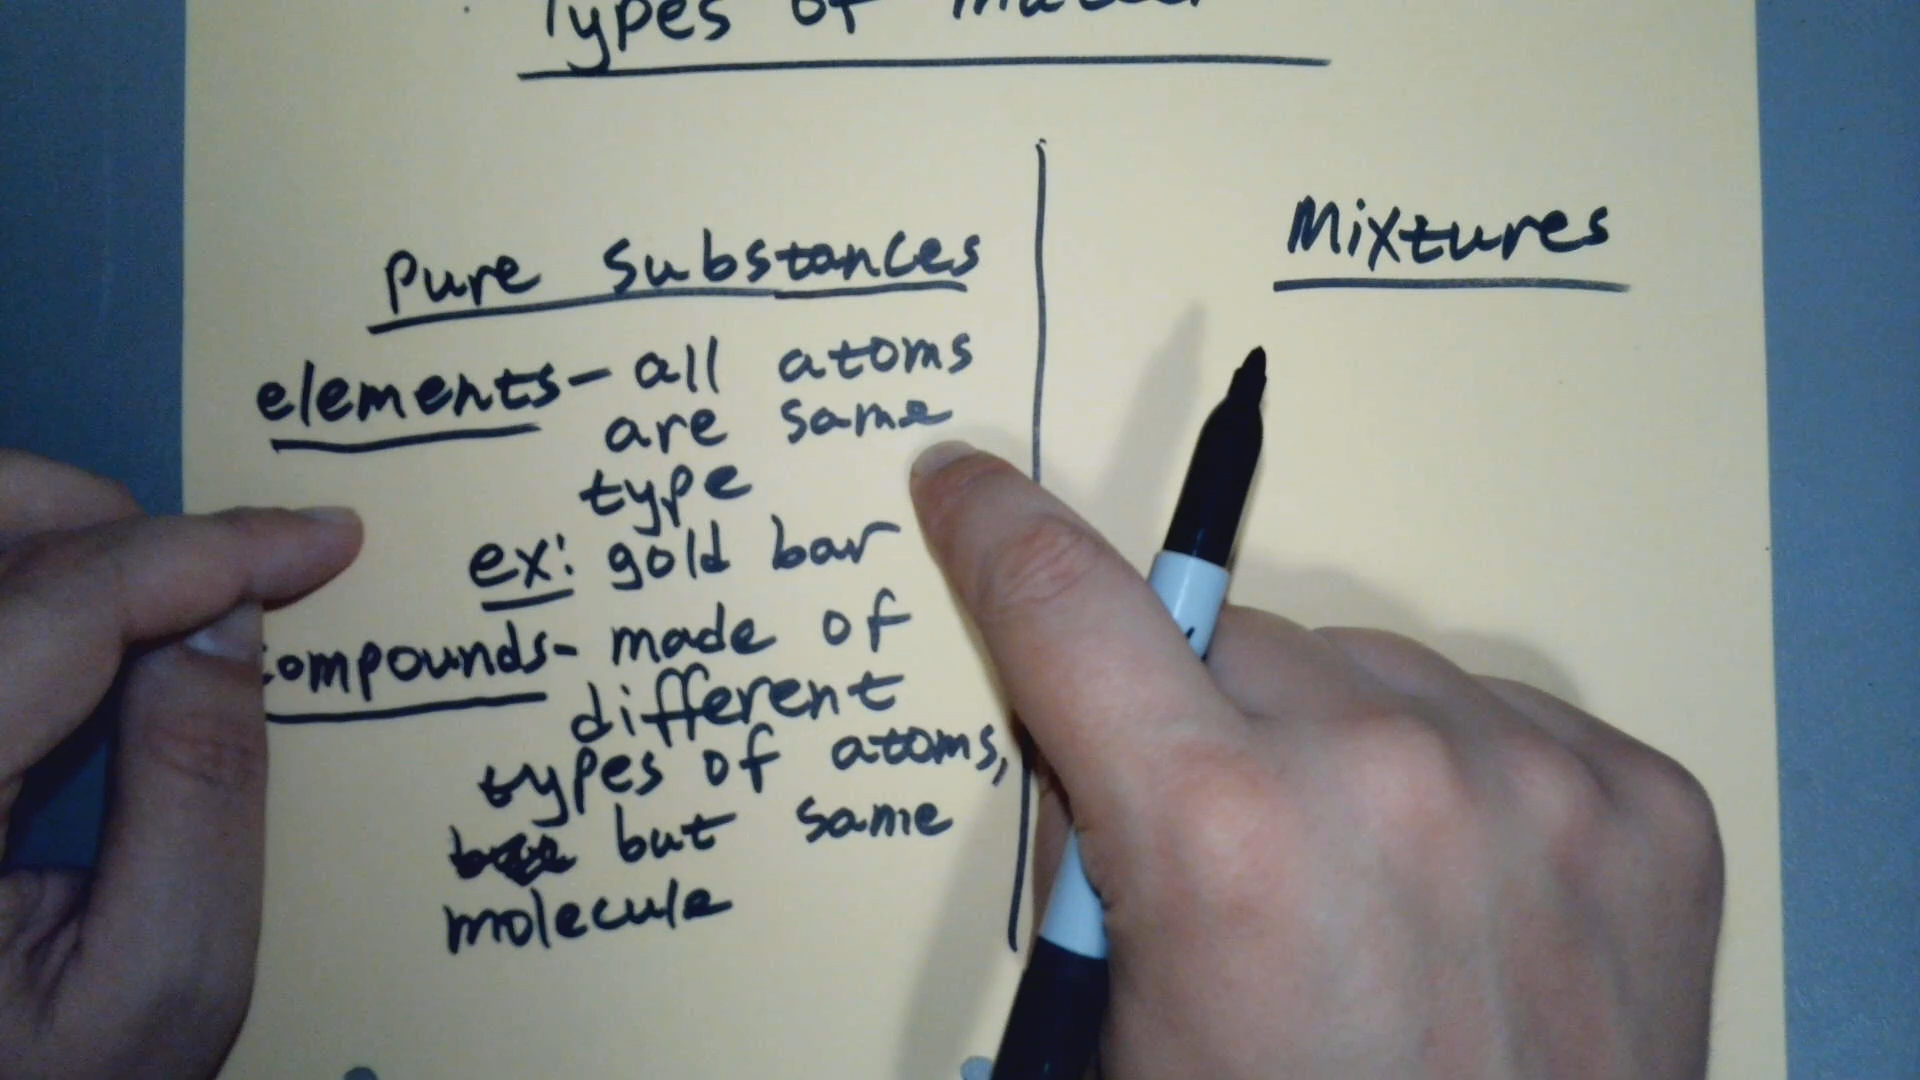 Types of matter
Pure Substances
elements - all atoms
are same
type
ex: gold bar
compounds - made of
different
types of atoms,
but same
molecule
Mixtures